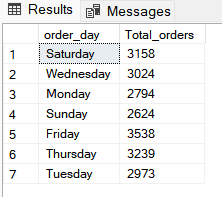 Results Messages
order_day Total_orders
1 Saturday 3158
2 Wednesday 3024
3 Monday 2794
4 Sunday 2624
5 Friday 3538
6 Thursday 3239
7 Tuesday 2973